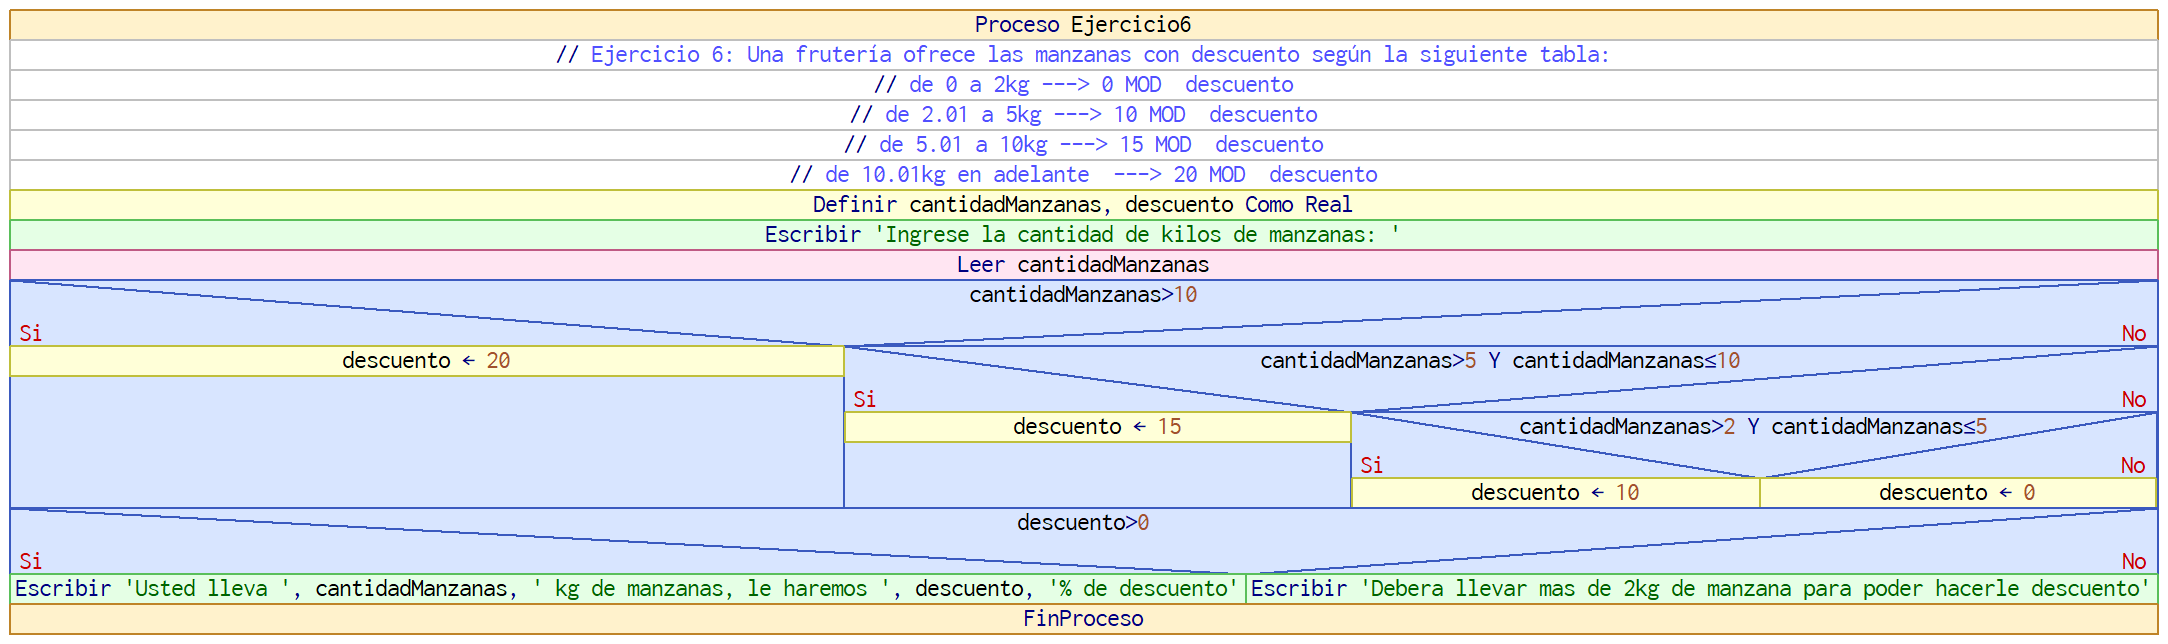 Proceso Ejercicio6
// Ejercicio 6: Una frutería ofrece las manzanas con descuento según la siguiente tabla:
// de 0 a 2kg ---> 0 MOD  descuento
// de 2.01 a 5kg ---> 10 MOD  descuento
// de 5.01 a 10kg ---> 15 MOD  descuento
// de 10.01kg en adelante  ---> 20 MOD  descuento
Definir cantidadManzanas, descuento Como Real
Escribir 'Ingrese la cantidad de kilos de manzanas: '
Leer cantidadManzanas
cantidadManzanas>10
Si No
descuento ← 20
cantidadManzanas>5 Y cantidadManzanas≤10
Si No
descuento ← 15
cantidadManzanas>2 Y cantidadManzanas≤5
Si No
descuento ← 10
descuento ← 0
descuento>0
Si No
Escribir 'Usted lleva ', cantidadManzanas, ' kg de manzanas, le haremos ', descuento, '% de descuento'
Escribir 'Debera llevar mas de 2kg de manzana para poder hacerle descuento'
FinProceso